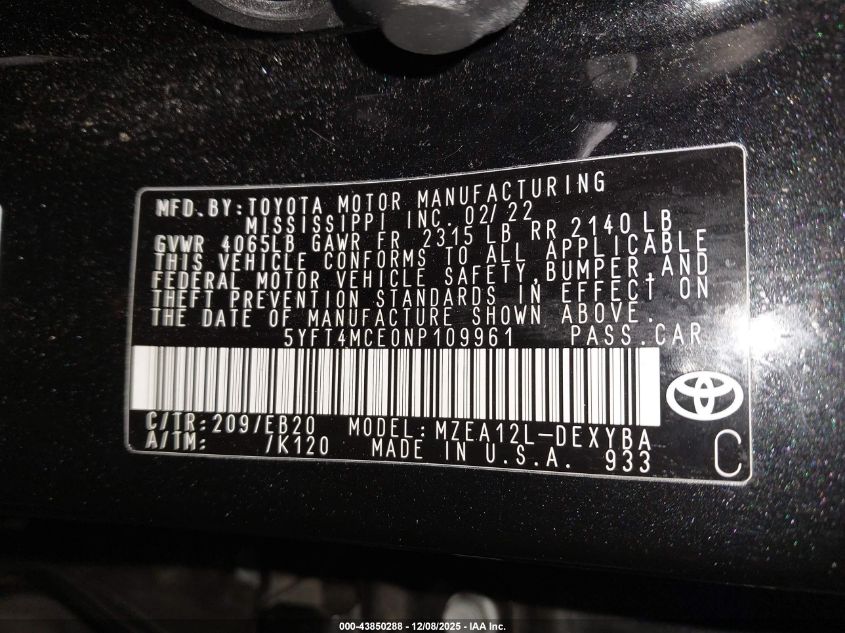 MFD.BY:TOYOTA MOTOR MANUFACTURING
MISSISSIPPI INC. 02/22
GVWR 4065LB GAWR FR 2315 LB RR 2140 LB
THIS VEHICLE CONFORMS TO ALL APPLICABLE
FEDERAL MOTOR VEHICLE SAFETY,BUMPER,AND
THEFT PREVENTION STANDARDS IN EFFECT ON
THE DATE OF MANUFACTURE SHOWN ABOVE.
5YFT4MCE0NP109961 PASS.CAR
C/TR:209/EB20 MODEL:MZEA12L-DEXYBA
A/TM: /K120 MADE IN U.S.A. 933 C
000-43850288 - 12/08/2025 - IAA Inc.